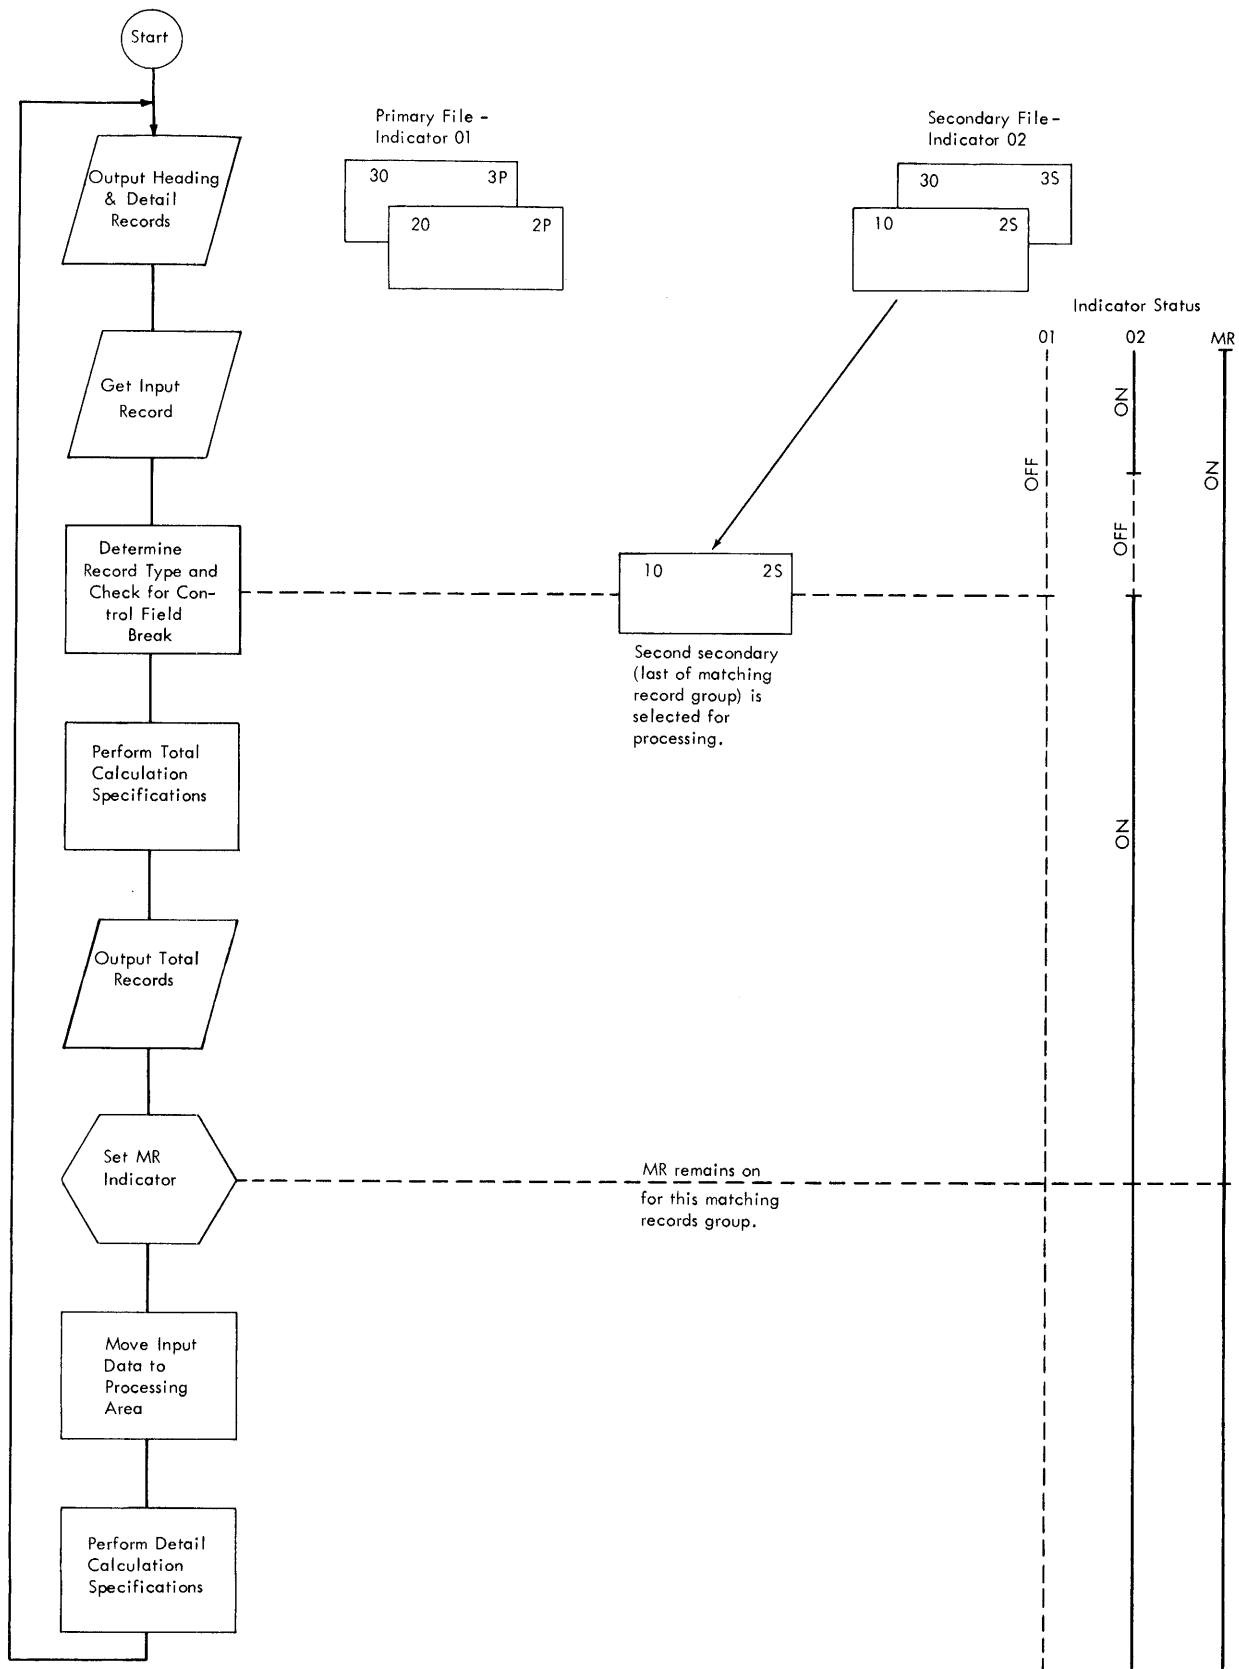 Start
Output Heading
& Detail
Records
Get Input
Record
Determine
Record Type and
Check for Con-
trol Field
Break
Perform Total
Calculation
Specifications
Output Total
Records
Set MR
Indicator
Move Input
Data to
Processing
Area
Perform Detail
Calculation
Specifications
Primary File -
Indicator 01
30 3P
20 2P
Secondary File-
Indicator 02
30 3S
10 2S
10 2S
Second secondary
(last of matching
record group) is
selected for
processing.
MR remains on
for this matching
records group.
Indicator Status
01 02 MR
OFF
ON
OFF
ON
ON